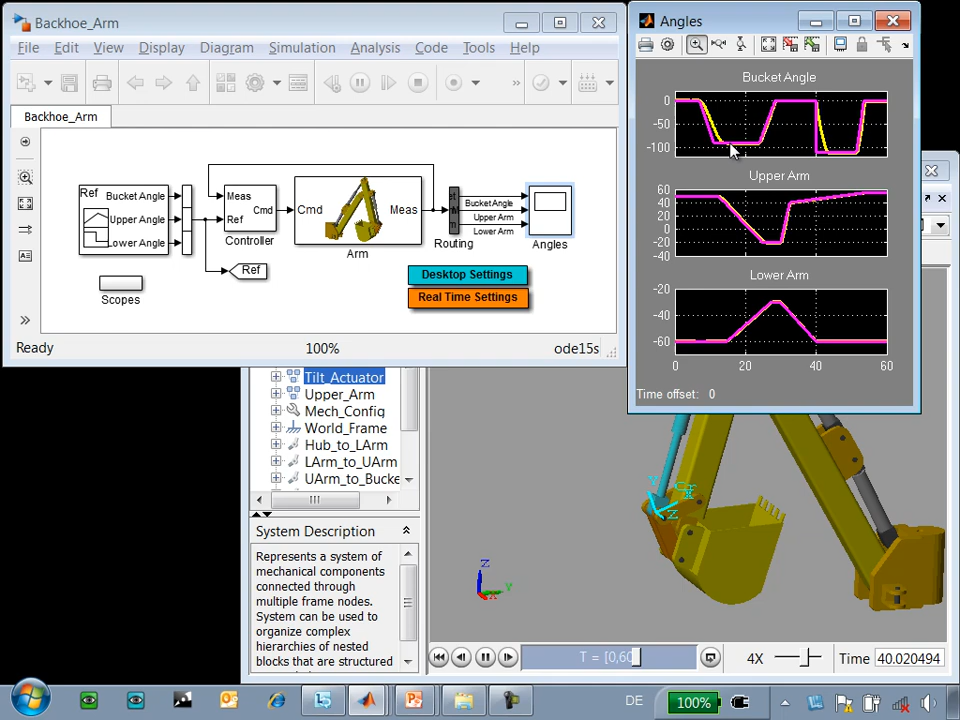 Backhoe_Arm
File Edit View Display Diagram Simulation Analysis Code Tools Help
»
Backhoe_Arm
Ref
Bucket Angle
Upper Angle
Lower Angle
Meas
Cmd
Ref
Controller
Cmd
Meas
Arm
Bucket Angle
Upper Arm
Lower Arm
Routing
Angles
Ref
Scopes
Desktop Settings
Real Time Settings
»
Ready 100% ode15s
Angles
Bucket Angle
0
-50
-100
Upper Arm
60
40
20
0
-20
-40
Lower Arm
-20
-40
-60
0 20 40 60
Time offset: 0
Tilt_Actuator
Upper_Arm
Mech_Config
World_Frame
Hub_to_LArm
LArm_to_UArm
UArm_to_Bucke
System Description
Represents a system of
mechanical components
connected through
multiple frame nodes.
System can be used to
organize complex
hierarchies of nested
blocks that are structured
Z
Y
X
Y
X
Z
T = [0,60
4X
Time 40.020494
DE 100%